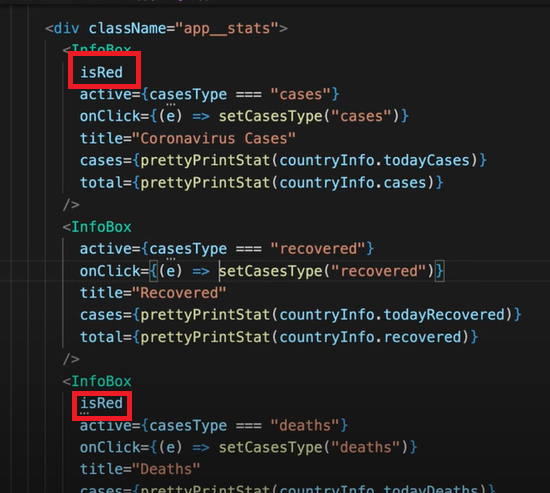 <div className="app__stats">
<InfoBox
isRed
active={casesType === "cases"}
onClick={(e) => setCasesType("cases")}
title="Coronavirus Cases"
cases={prettyPrintStat(countryInfo.todayCases)}
total={prettyPrintStat(countryInfo.cases)}
/>
<InfoBox
active={casesType === "recovered"}
onClick={(e) => setCasesType("recovered")}
title="Recovered"
cases={prettyPrintStat(countryInfo.todayRecovered)}
total={prettyPrintStat(countryInfo.recovered)}
/>
<InfoBox
isRed
active={casesType === "deaths"}
onClick={(e) => setCasesType("deaths")}
title="Deaths"
cases={prettyPrintStat(countryInfo.todayDeaths)}